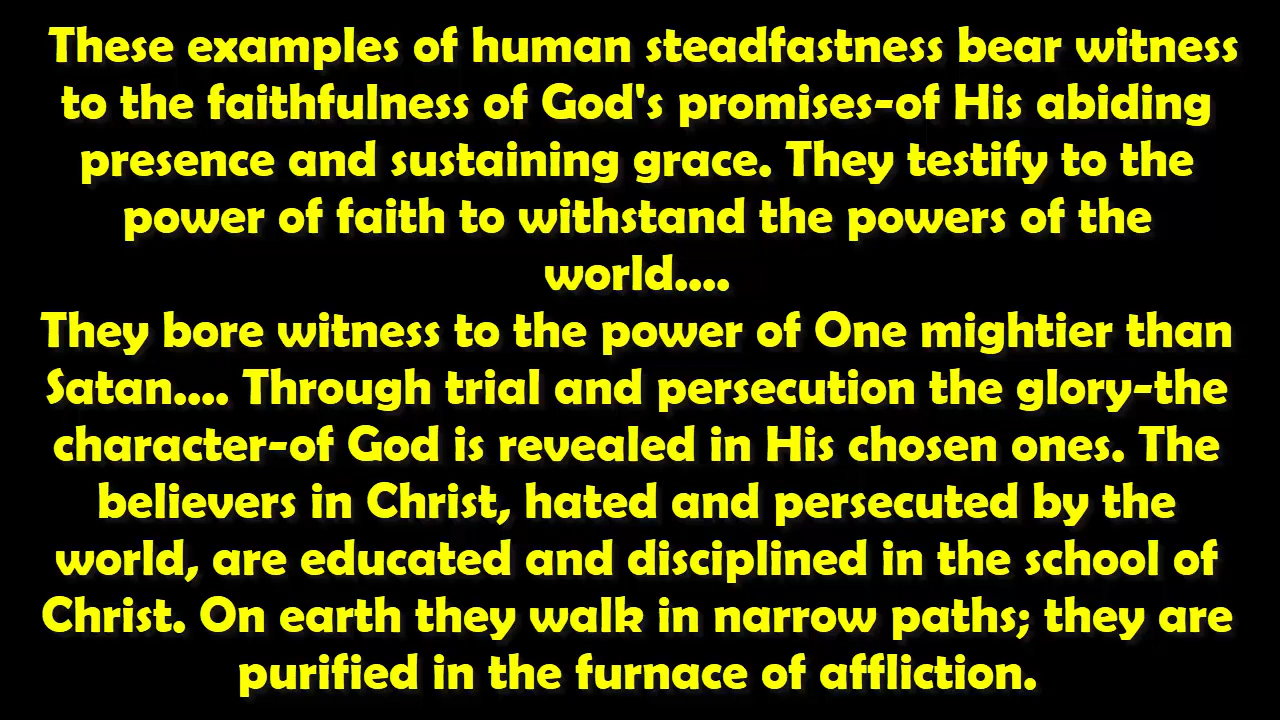 These examples of human steadfastness bear witness
to the faithfulness of God's promises-of His abiding
presence and sustaining grace. They testify to the
power of faith to withstand the powers of the
world....
They bore witness to the power of One mightier than
Satan.... Through trial and persecution the glory-the
character-of God is revealed in His chosen ones. The
believers in Christ, hated and persecuted by the
world, are educated and disciplined in the school of
Christ. On earth they walk in narrow paths; they are
purified in the furnace of affliction.